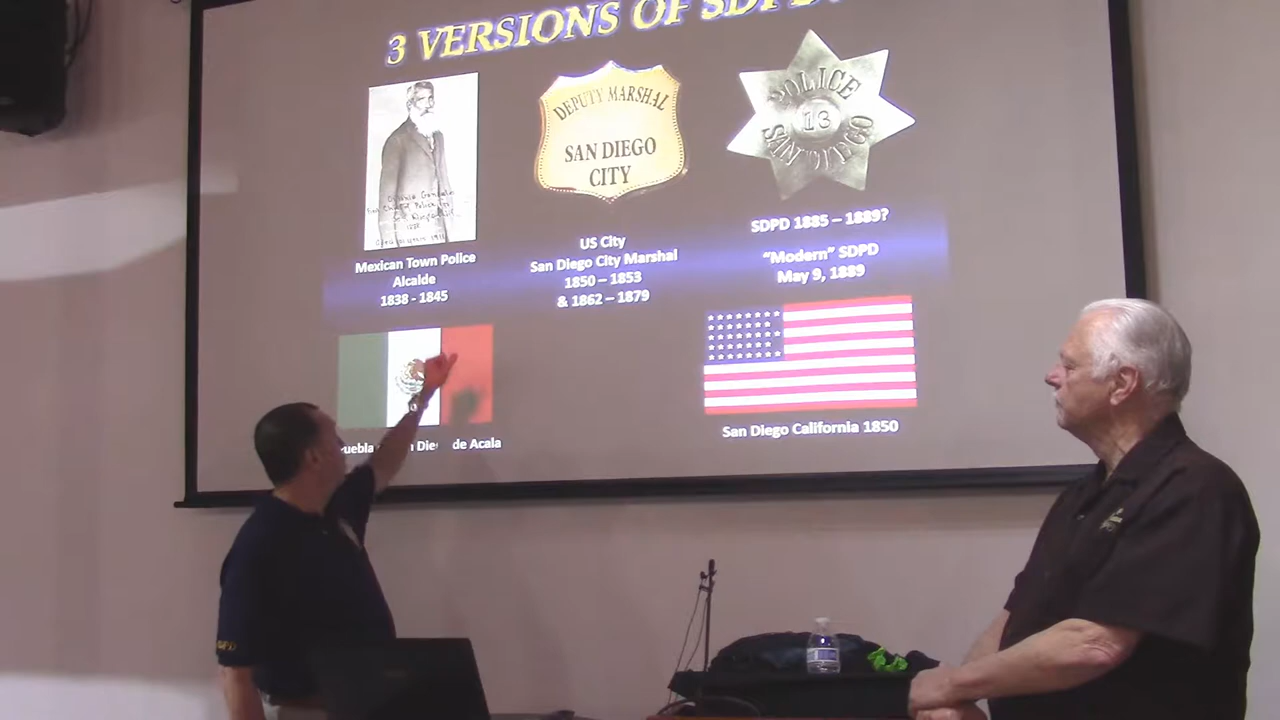 3 VERSIONS OF SDPD
DEPUTY MARSHAL
SAN DIEGO
CITY
POLICE
13
SAN DIEGO
Mexican Town Police
Alcalde
1838 - 1845
US City
San Diego City Marshal
1850 – 1853
& 1862 – 1879
SDPD 1885 – 1889?
“Modern” SDPD
May 9, 1889
de Acala
San Diego California 1850